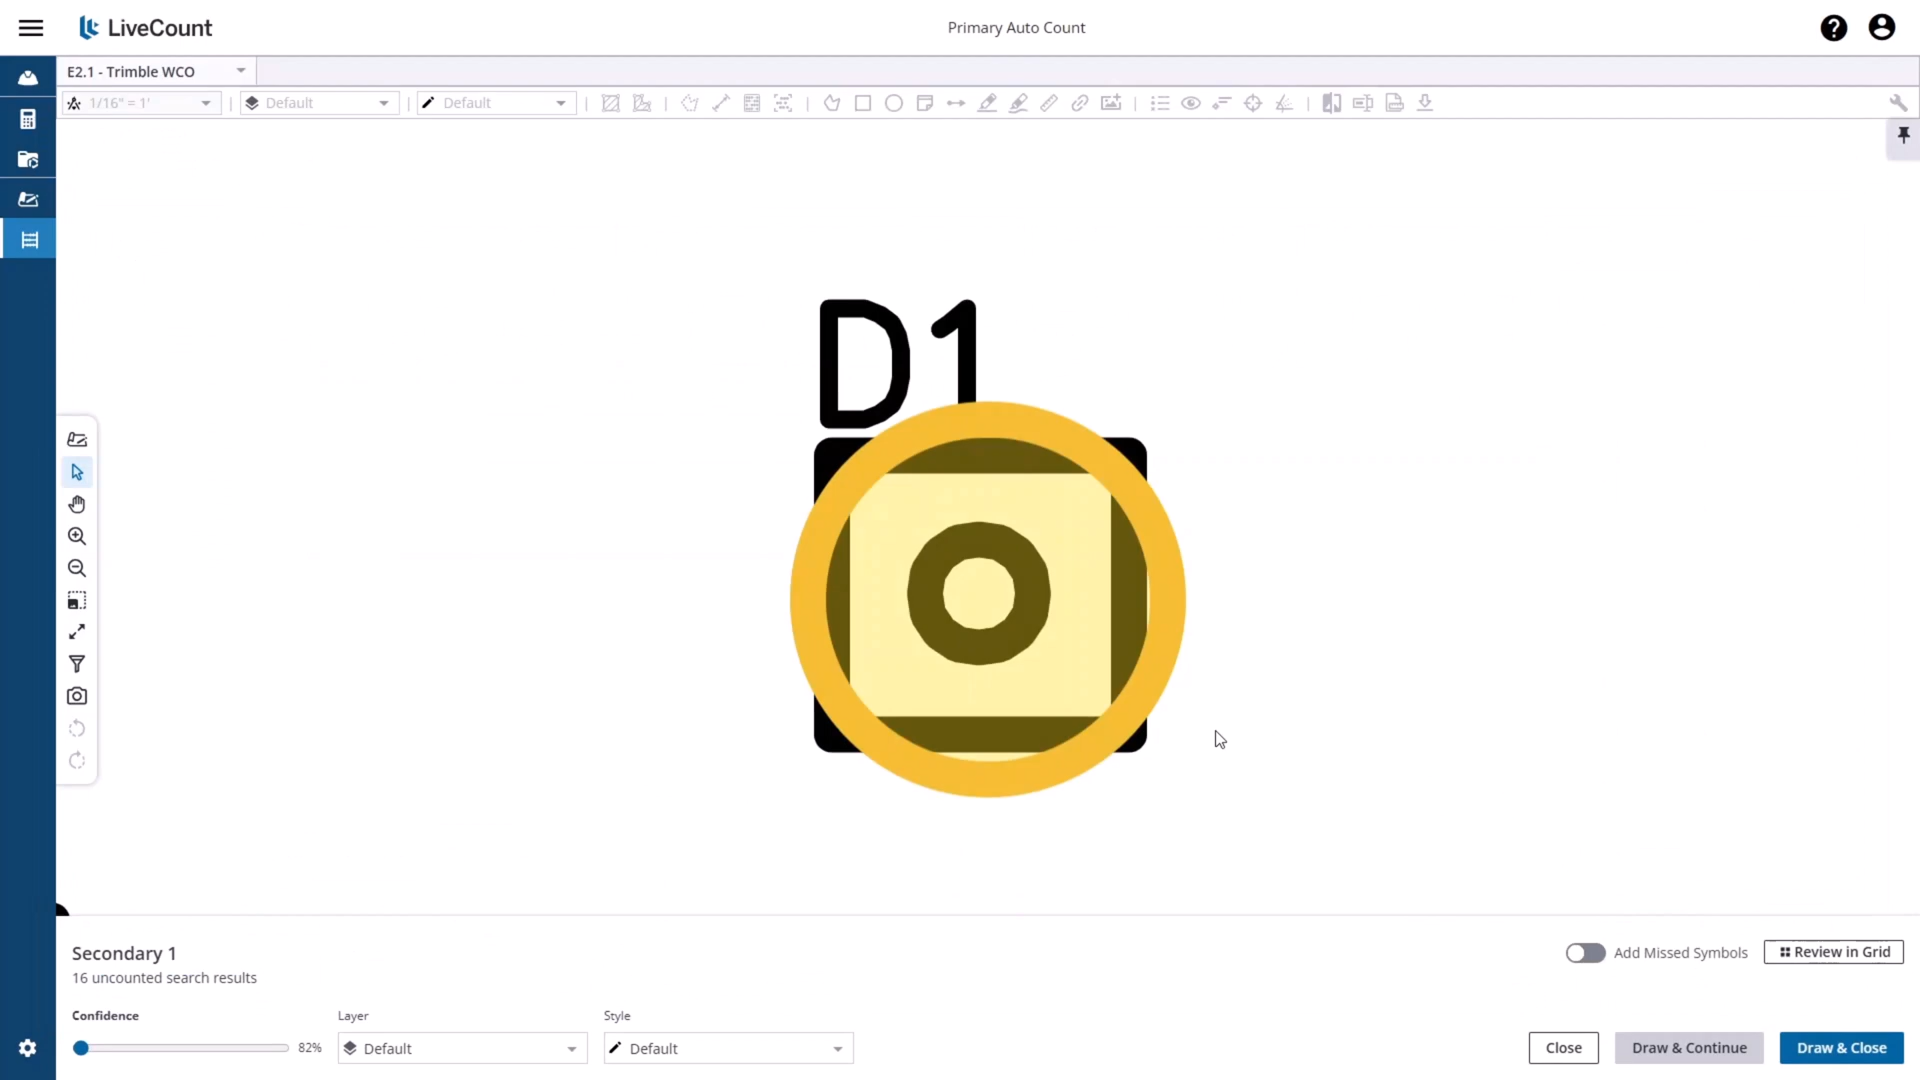 LiveCount
Primary Auto Count
?
E2.1 - Trimble WCO
1/16" = 1'
Default
Default
D1
Secondary 1
16 uncounted search results
Add Missed Symbols
Review in Grid
Confidence
Layer
Style
82%
Default
Default
Close
Draw & Continue
Draw & Close